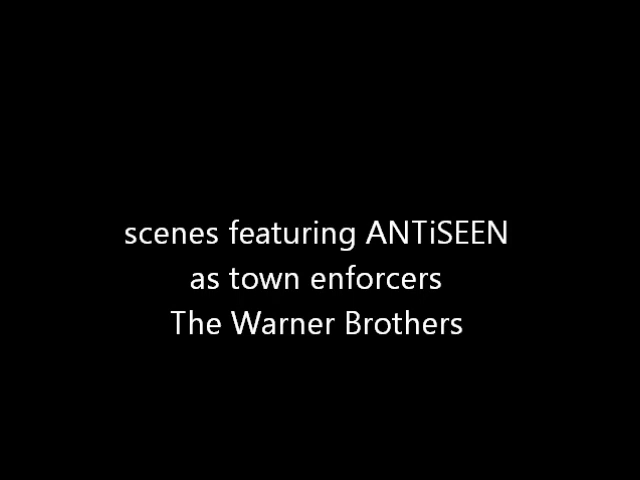 scenes featuring ANTiSEEN
as town enforcers
The Warner Brothers